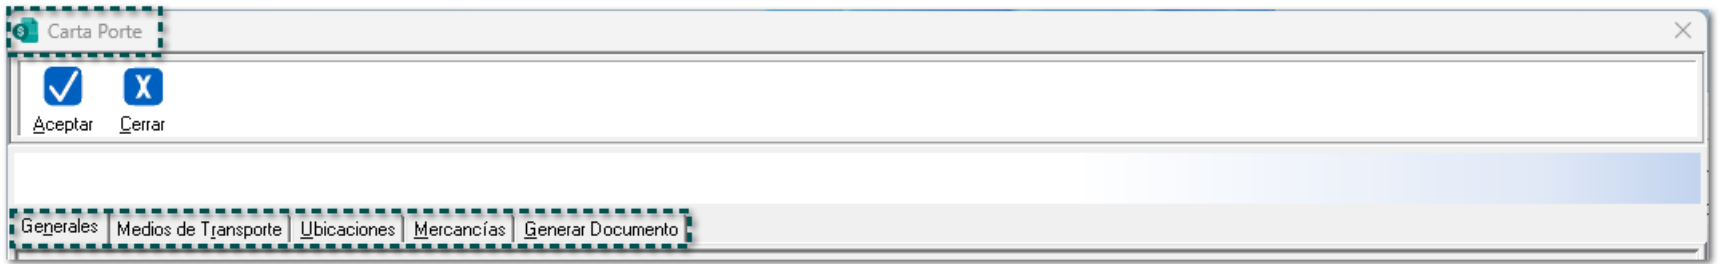 Carta Porte
Aceptar Cerrar
Generales Medios de Transporte Ubicaciones Mercancías Generar Documento